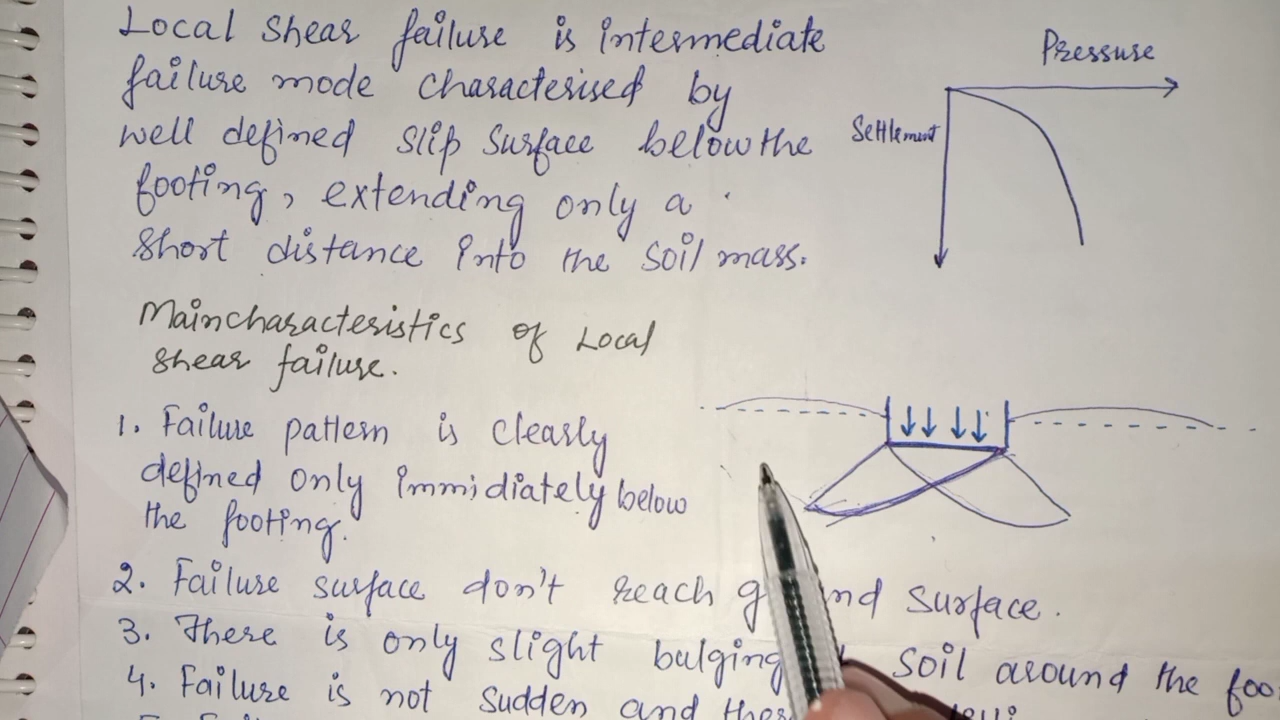 Local Shear failure is intermediate
failure mode characterised by
well defined slip surface below the
footing, extending only a
short distance into the soil mass.
Pressure
Settlement
Main characteristics of Local
shear failure.
1. Failure pattern is clearly
defined only immidiately below
the footing.
2. Failure surface don't reach surface.
3. There is only slight bulging soil around the foo
4. Failure is not sudden and